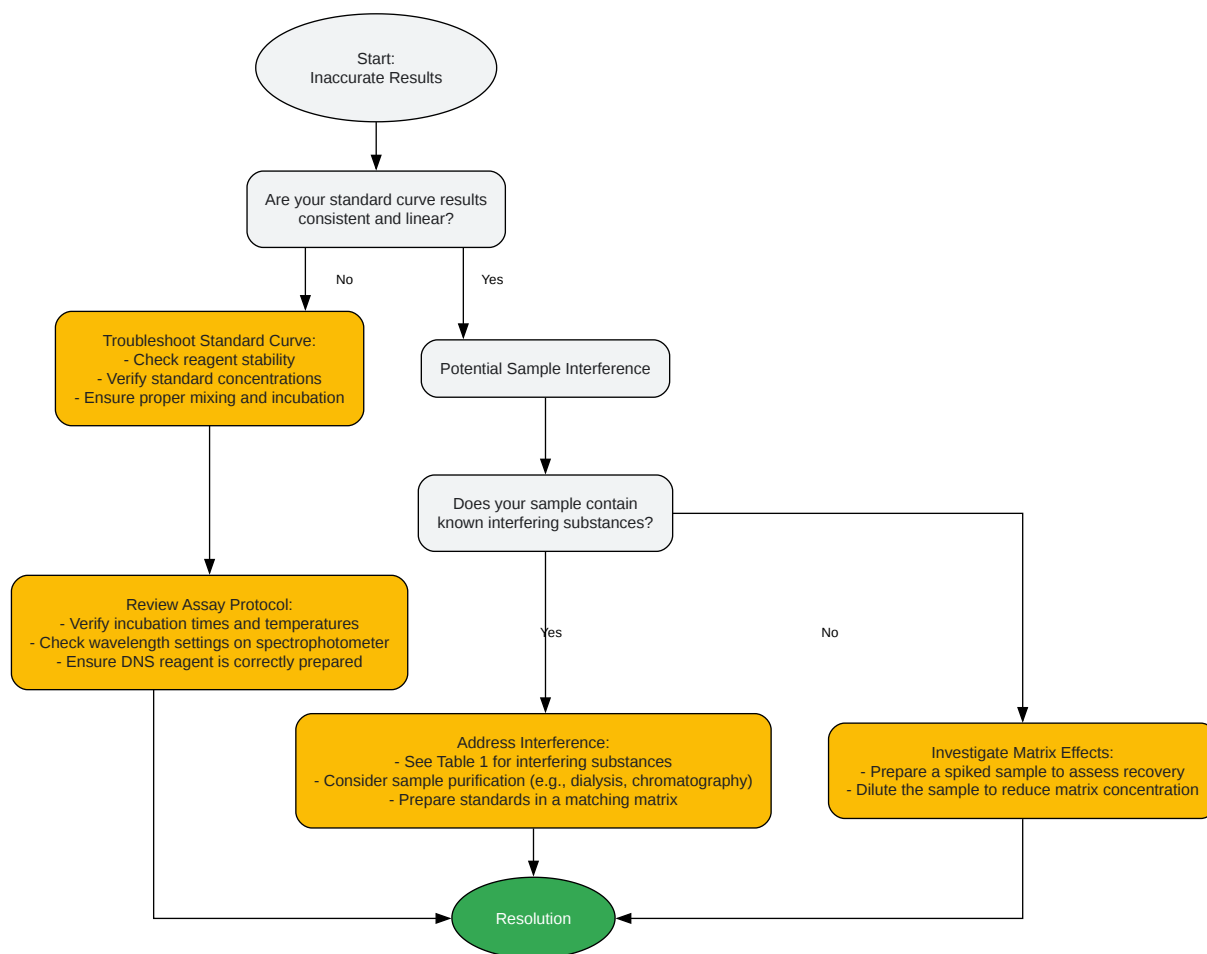 Start:
Inaccurate Results
Are your standard curve results
consistent and linear?
No
Yes
Troubleshoot Standard Curve:
- Check reagent stability
- Verify standard concentrations
- Ensure proper mixing and incubation
Potential Sample Interference
Does your sample contain
known interfering substances?
Review Assay Protocol:
- Verify incubation times and temperatures
- Check wavelength settings on spectrophotometer
- Ensure DNS reagent is correctly prepared
Yes
No
Address Interference:
- See Table 1 for interfering substances
- Consider sample purification (e.g., dialysis, chromatography)
- Prepare standards in a matching matrix
Investigate Matrix Effects:
- Prepare a spiked sample to assess recovery
- Dilute the sample to reduce matrix concentration
Resolution